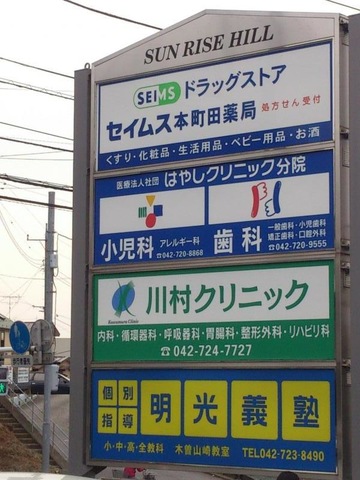 SUN RISE HILL
SEIMS ドラッグストア
セイムス本町田薬局 処方せん受付
くすり・化粧品・生活用品・ベビー用品・お酒
医療法人社団 はやしクリニック分院
小児科 アレルギー科
☎042-720-8868
歯科 一般歯科・小児歯科
矯正歯科・口腔外科
☎042-720-9555
川村クリニック
Kawamura Clinic
内科・循環器科・呼吸器科・胃腸科・整形外科・リハビリ科
☎042-724-7727
個別
指導
明光義塾
小・中・高・全教科 木曽山崎教室 TEL042-723-8490